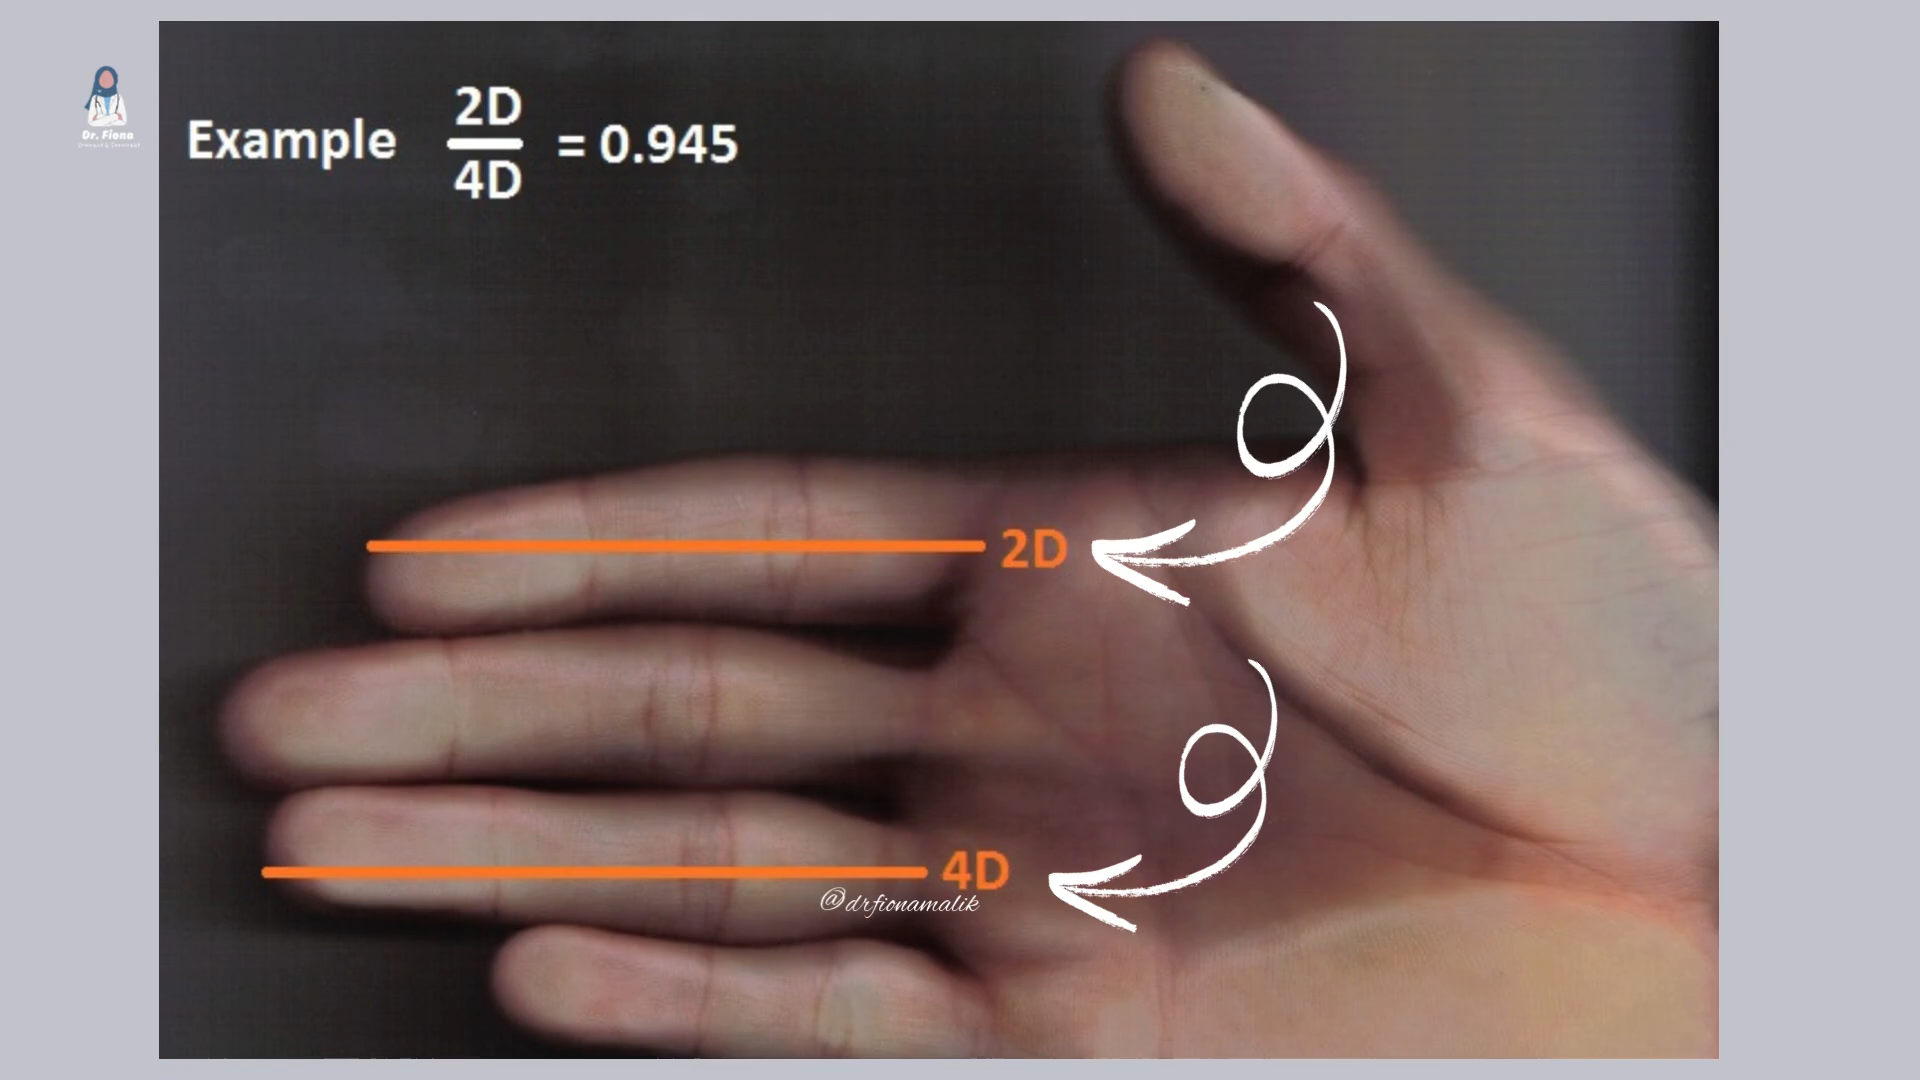 Dr. Fiona
Example 2D
4D = 0.945
2D
4D
@drfionamalik